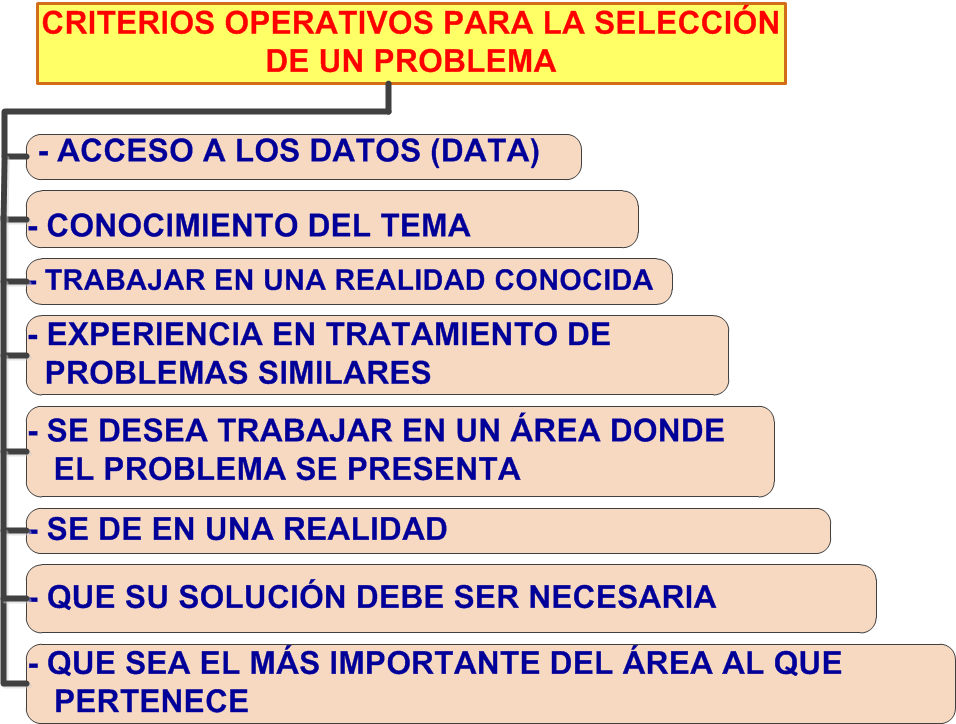 CRITERIOS OPERATIVOS PARA LA SELECCIÓN
DE UN PROBLEMA
- ACCESO A LOS DATOS (DATA)
- CONOCIMIENTO DEL TEMA
- TRABAJAR EN UNA REALIDAD CONOCIDA
- EXPERIENCIA EN TRATAMIENTO DE
PROBLEMAS SIMILARES
- SE DESEA TRABAJAR EN UN ÁREA DONDE
EL PROBLEMA SE PRESENTA
- SE DE EN UNA REALIDAD
- QUE SU SOLUCIÓN DEBE SER NECESARIA
- QUE SEA EL MÁS IMPORTANTE DEL ÁREA AL QUE
PERTENECE